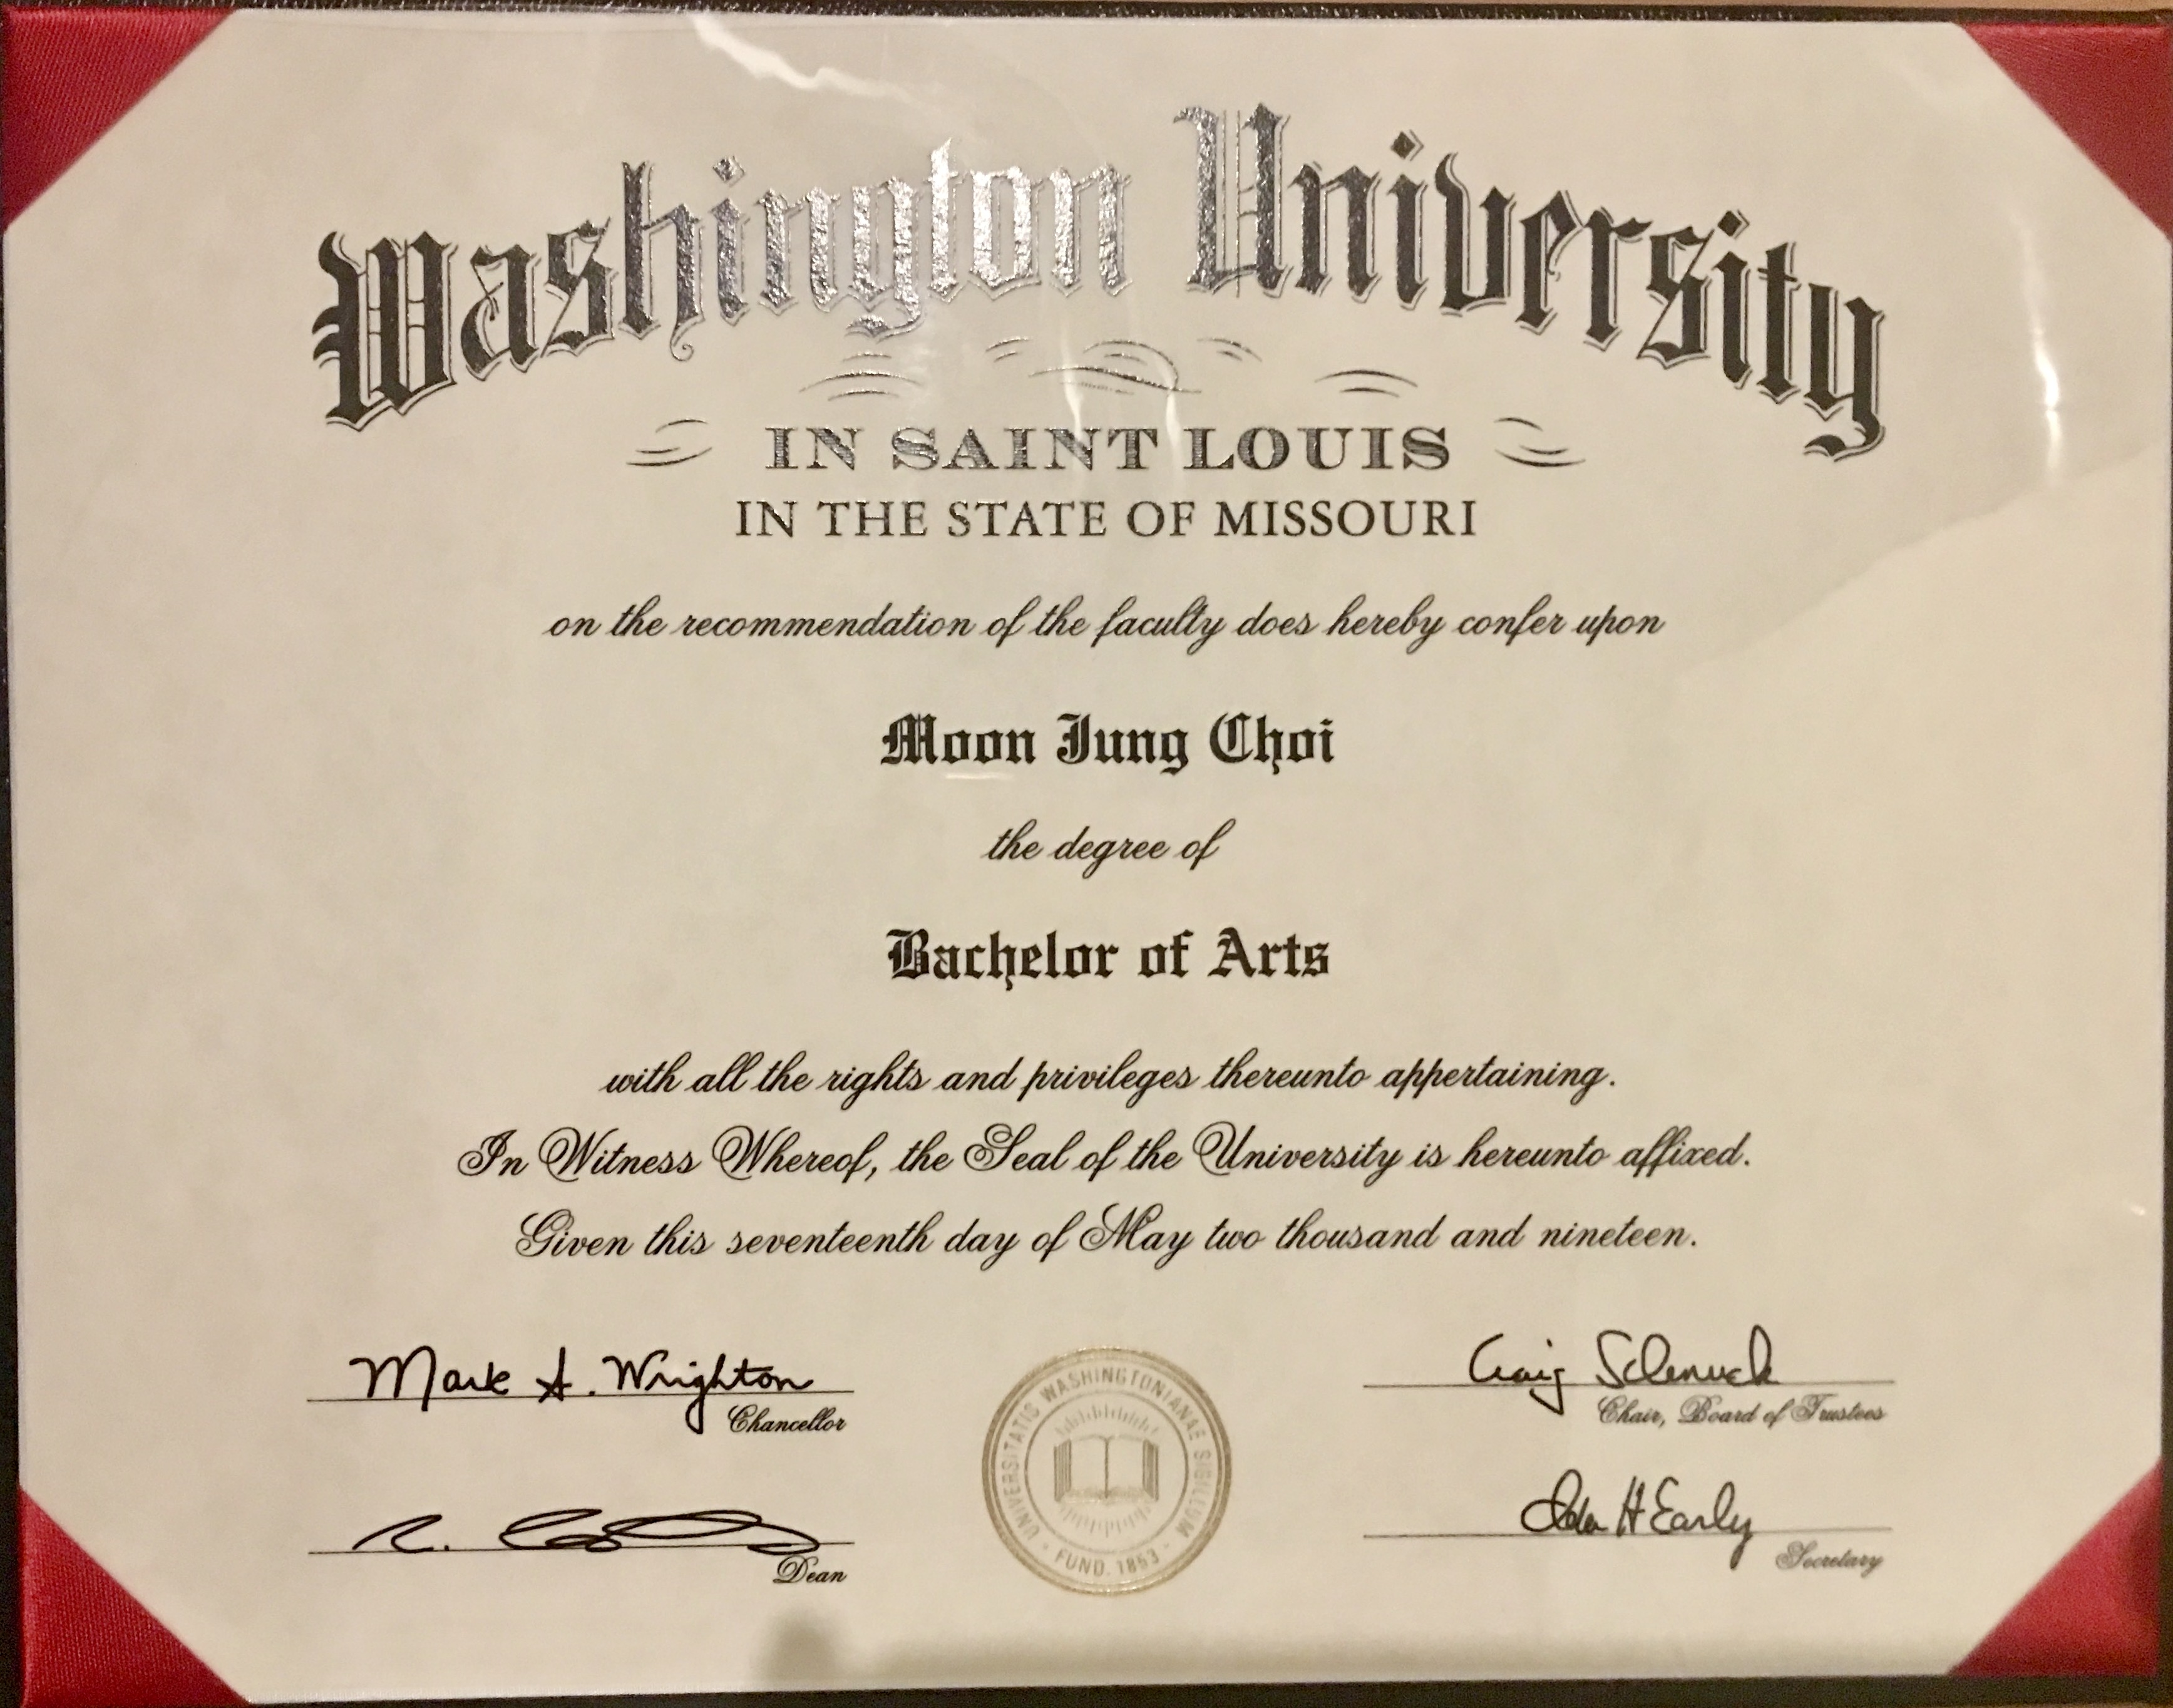 Washington University
IN SAINT LOUIS
IN THE STATE OF MISSOURI
on the recommendation of the faculty does hereby confer upon
Moon Jung Choi
the degree of
Bachelor of Arts
with all the rights and privileges thereunto appertaining.
In Witness Whereof, the Seal of the University is hereunto affixed.
Given this seventeenth day of May two thousand and nineteen.
Mark S. Wrighton
Chancellor
Craig Schnuck
Chair, Board of Trustees
UNIVERSITATIS WASHINGTONIANAE SIGILLUM
FUND. 1853
Dean
Ida H Early
Secretary